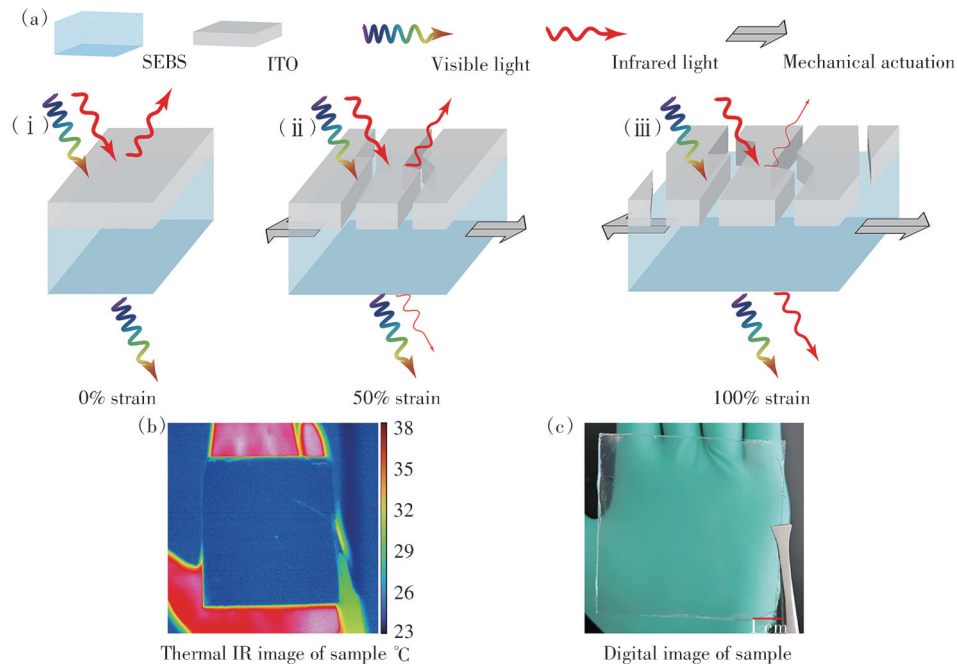 (a)
SEBS
ITO
Visible light
Infrared light
Mechanical actuation
(i)
(ii)
(iii)
0% strain
50% strain
100% strain
(b)
38
35
32
29
26
23
(c)
1 cm
Thermal IR image of sample ℃
Digital image of sample